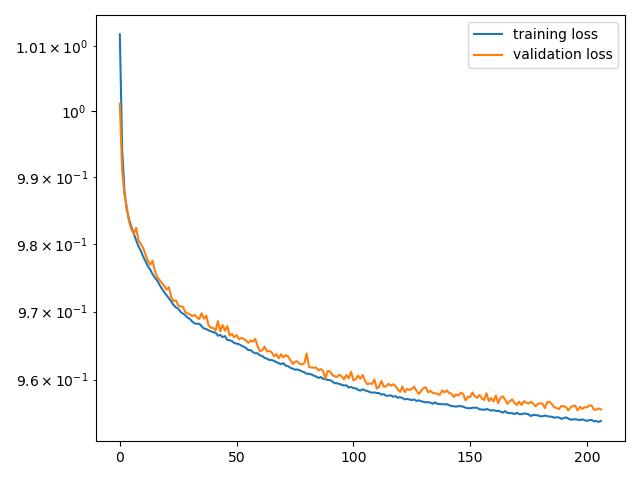 training loss
validation loss
1.01 × 10⁰
10⁰
9.9 × 10⁻¹
9.8 × 10⁻¹
9.7 × 10⁻¹
9.6 × 10⁻¹
0 50 100 150 200